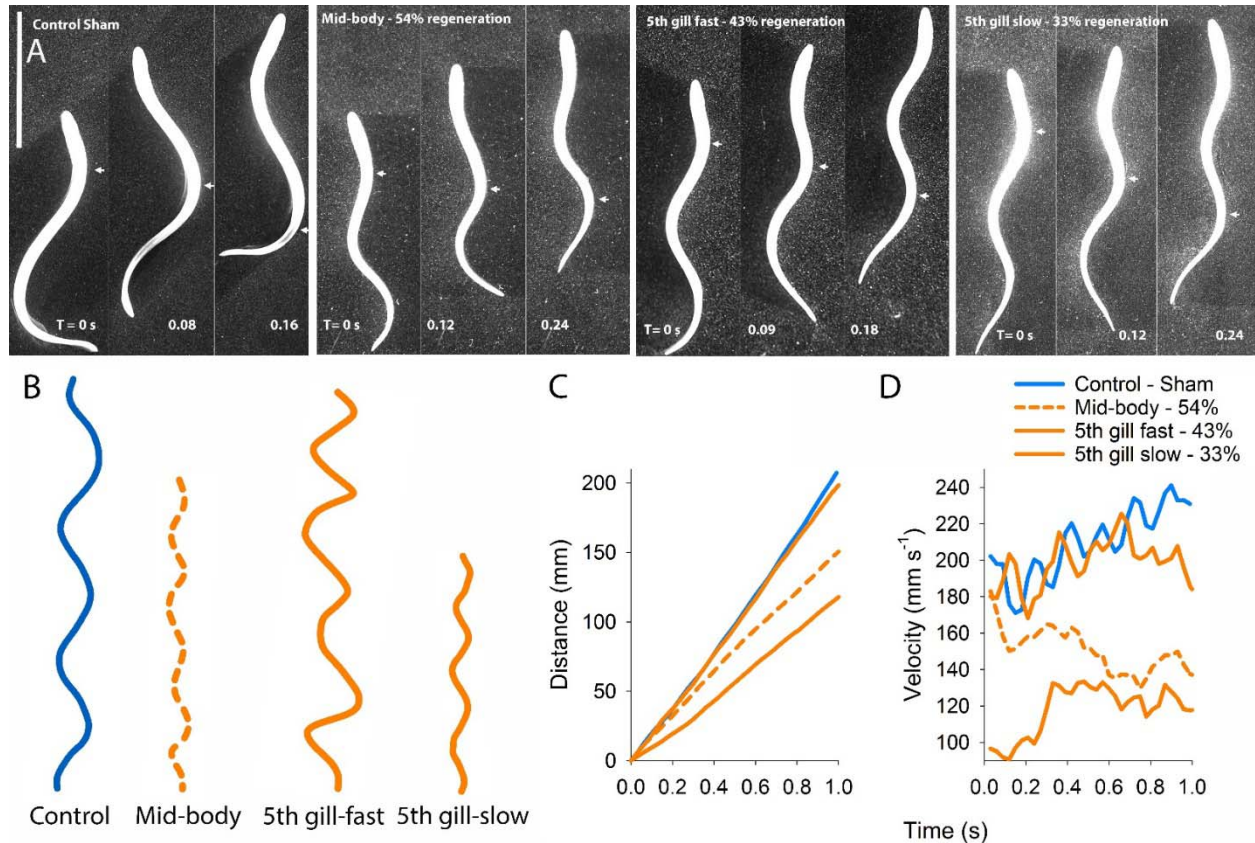 Control Sham
Mid-body - 54% regeneration
5th gill fast - 43% regeneration
5th gill slow - 33% regeneration
A
T= 0 s
0.08
0.16
T= 0 s
0.12
0.24
T= 0 s
0.09
0.18
T= 0 s
0.12
0.24
B
Control
Mid-body
5th gill-fast
5th gill-slow
C
Distance (mm)
200
150
100
50
0
0.0 0.2 0.4 0.6 0.8 1.0
D
Control - Sham
Mid-body - 54%
5th gill fast - 43%
5th gill slow - 33%
Velocity (mm s⁻¹)
240
220
200
180
160
140
120
100
0.0 0.2 0.4 0.6 0.8 1.0
Time (s)